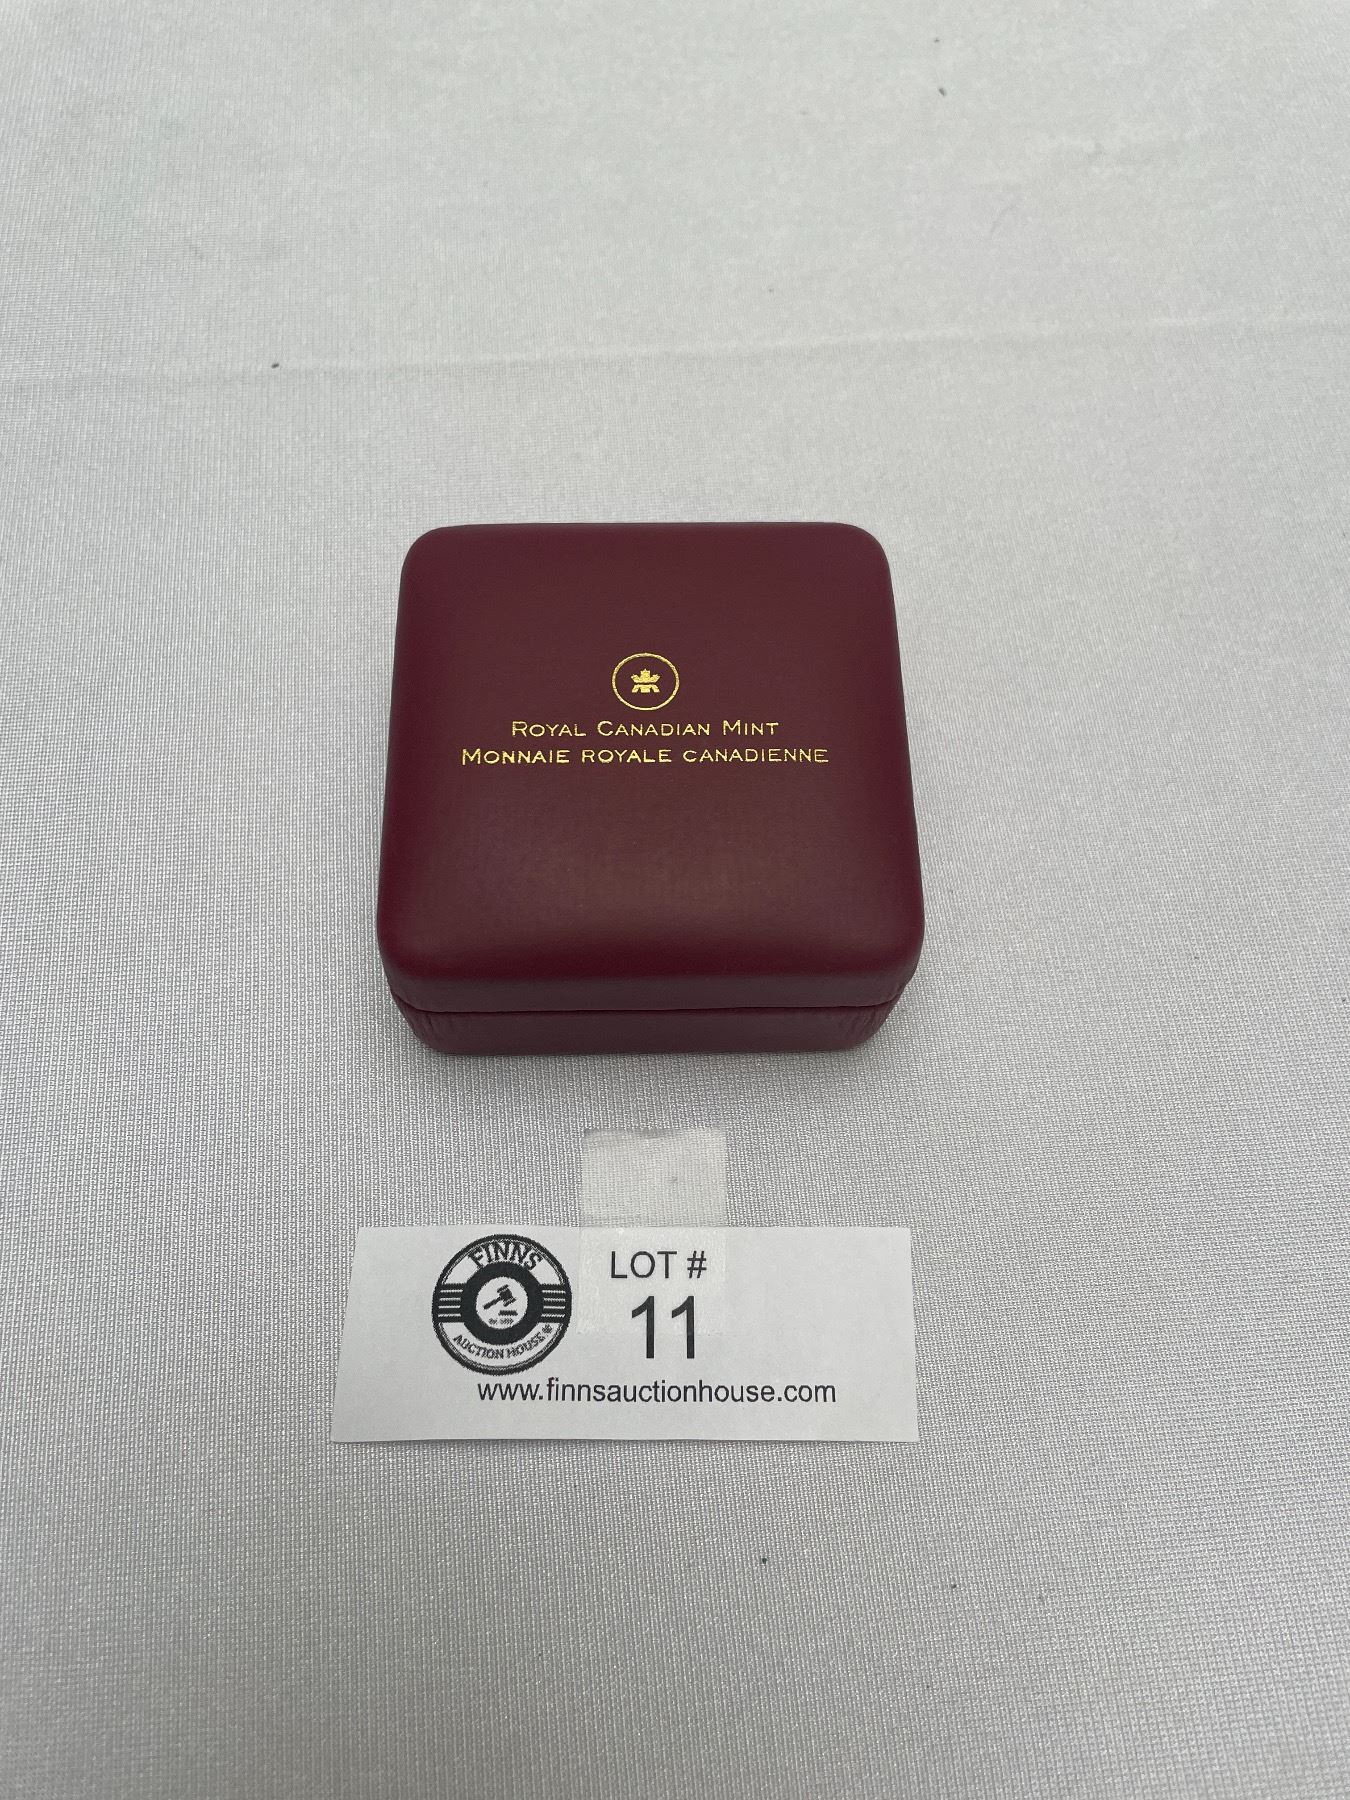 ROYAL CANADIAN MINT
MONNAIE ROYALE CANADIENNE
FINNS
AUCTION HOUSE
LOT #
11
www.finnsauctionhouse.com